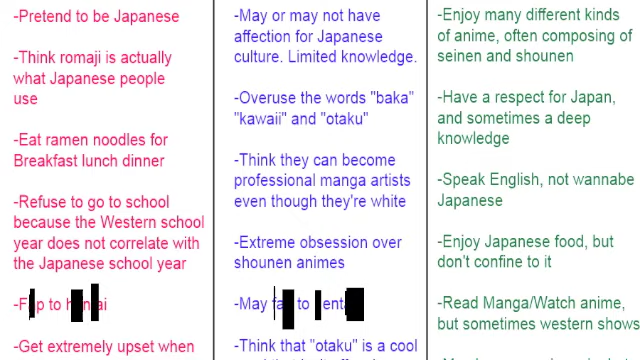 -Pretend to be Japanese
-Think romaji is actually
what Japanese people
use
-Eat ramen noodles for
Breakfast lunch dinner
-Refuse to go to school
because the Western school
year does not correlate with
the Japanese school year
to
-Get extremely upset when
-May or may not have
affection for Japanese
culture. Limited knowledge.
-Overuse the words "baka"
"kawaii" and "otaku"
-Think they can become
professional manga artists
even though they're white
-Extreme obsession over
shounen animes
-May to
-Think that "otaku" is a cool
-Enjoy many different kinds
of anime, often composing of
seinen and shounen
-Have a respect for Japan,
and sometimes a deep
knowledge
-Speak English, not wannabe
Japanese
-Enjoy Japanese food, but
don't confine to it
-Read Manga/Watch anime,
but sometimes western shows